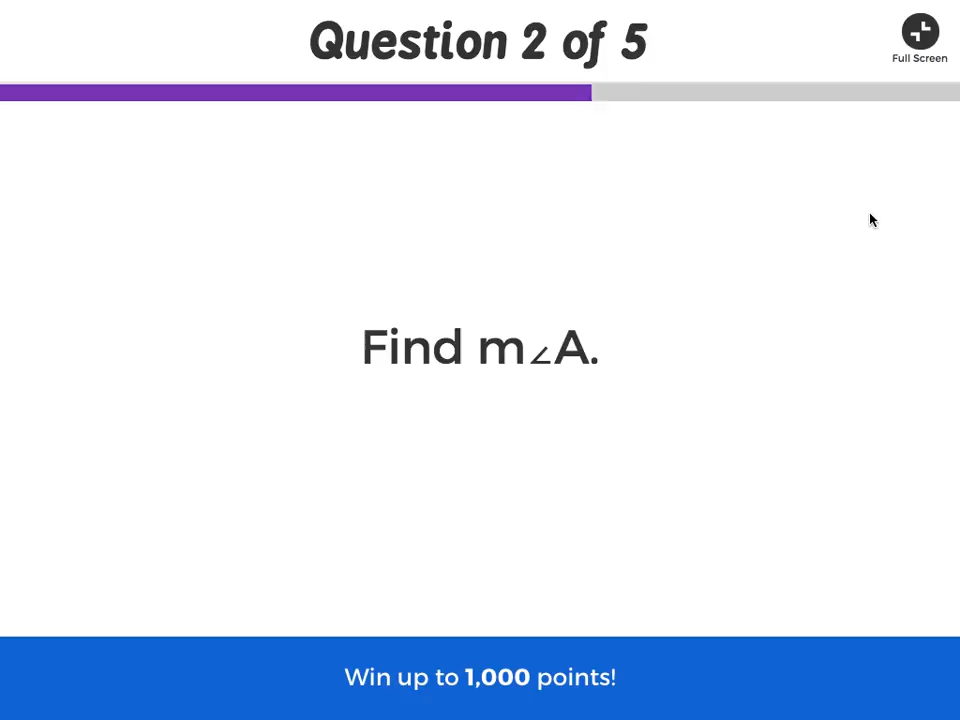 Question 2 of 5
Full Screen
Find m∠A.
Win up to 1,000 points!